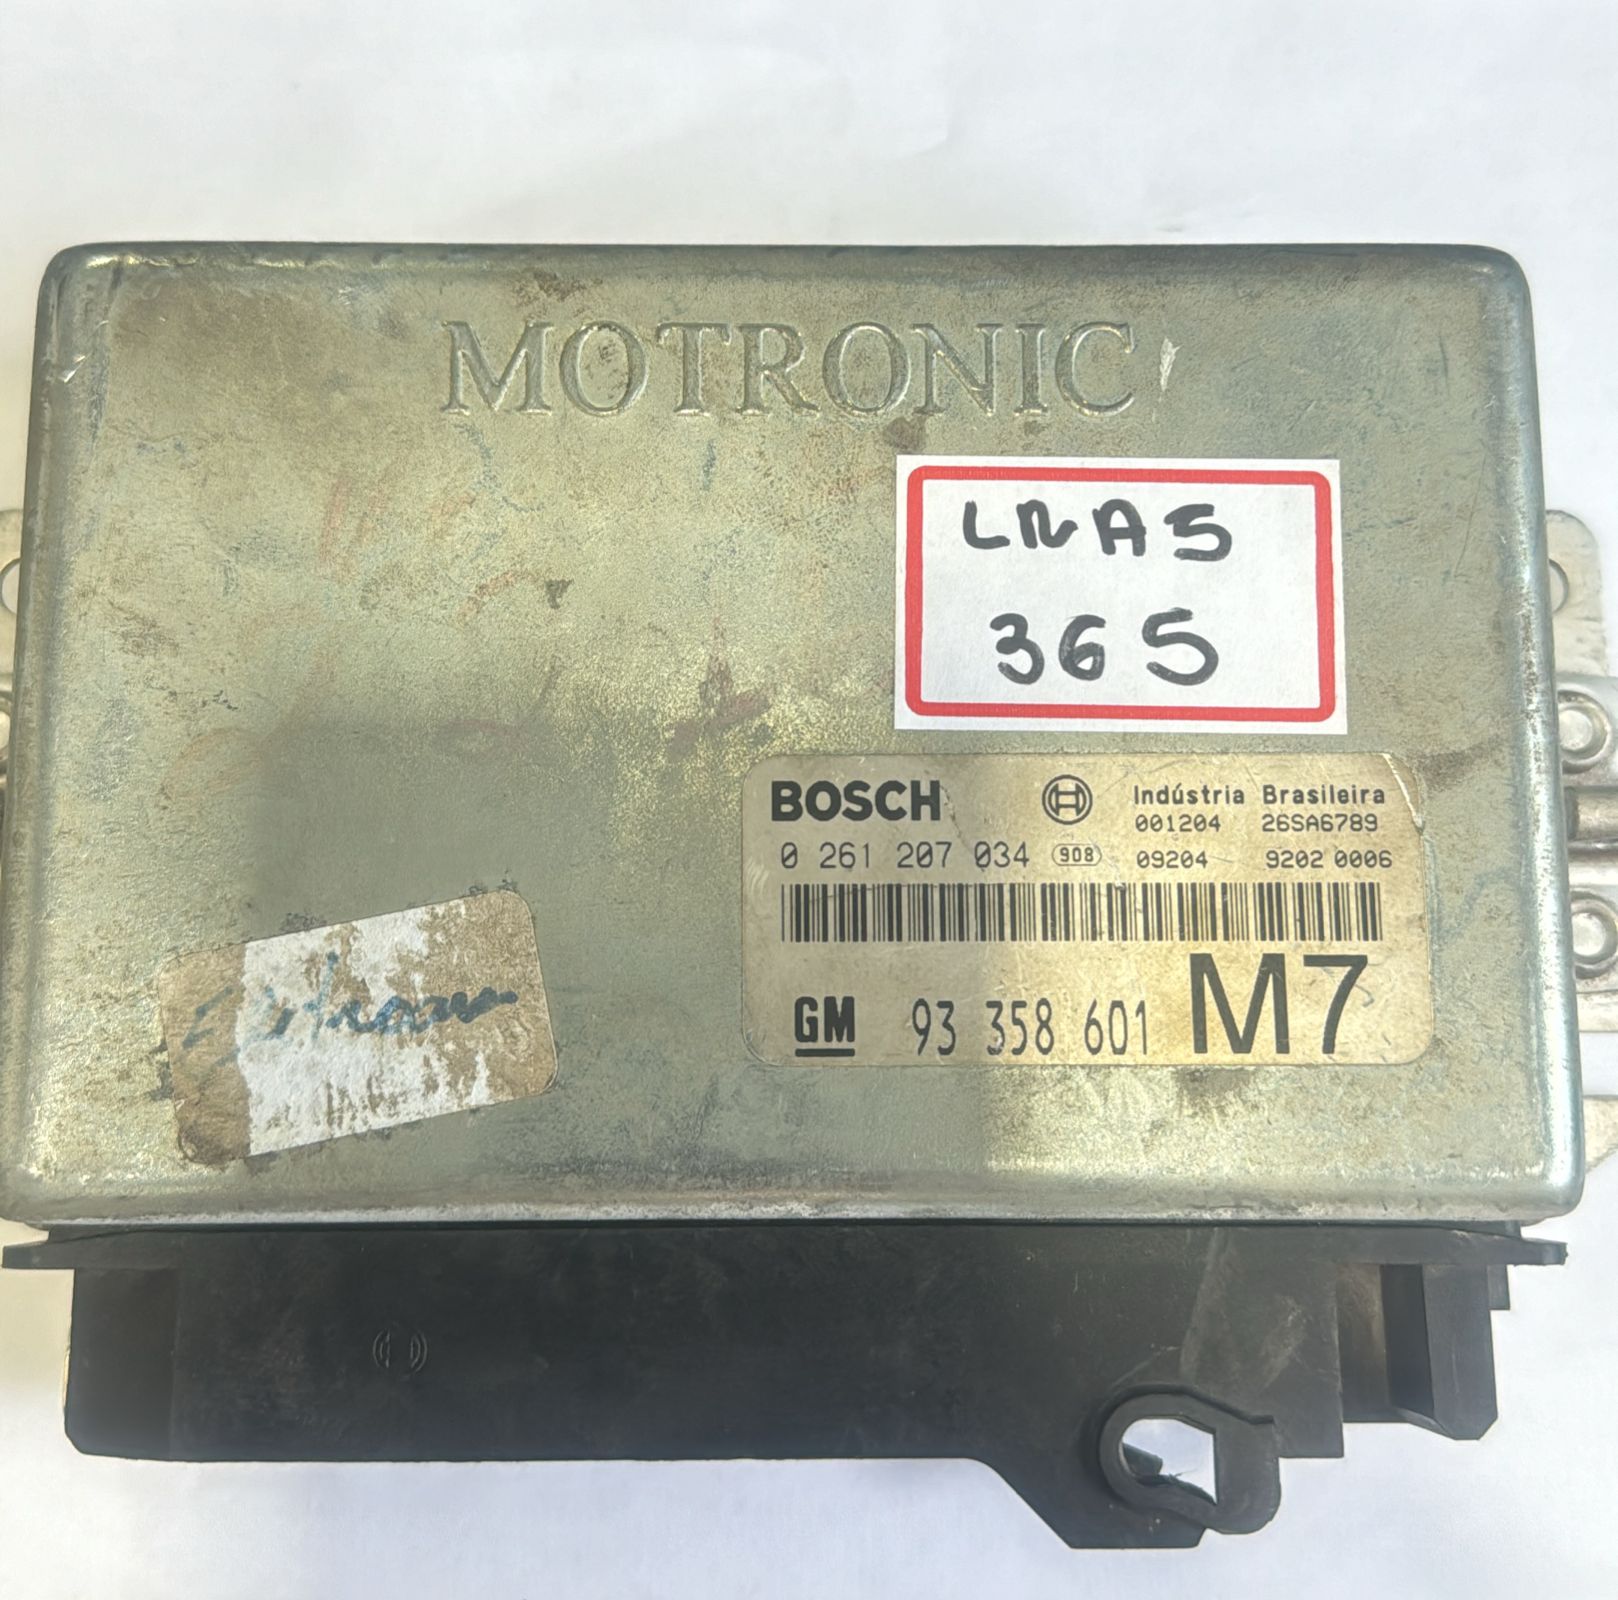 MOTRONIC
LRA5
365
BOSCH Indústria Brasileira
001204 26SA6789
0 261 207 034 908 09204 9202 0006
GM 93 358 601 M7